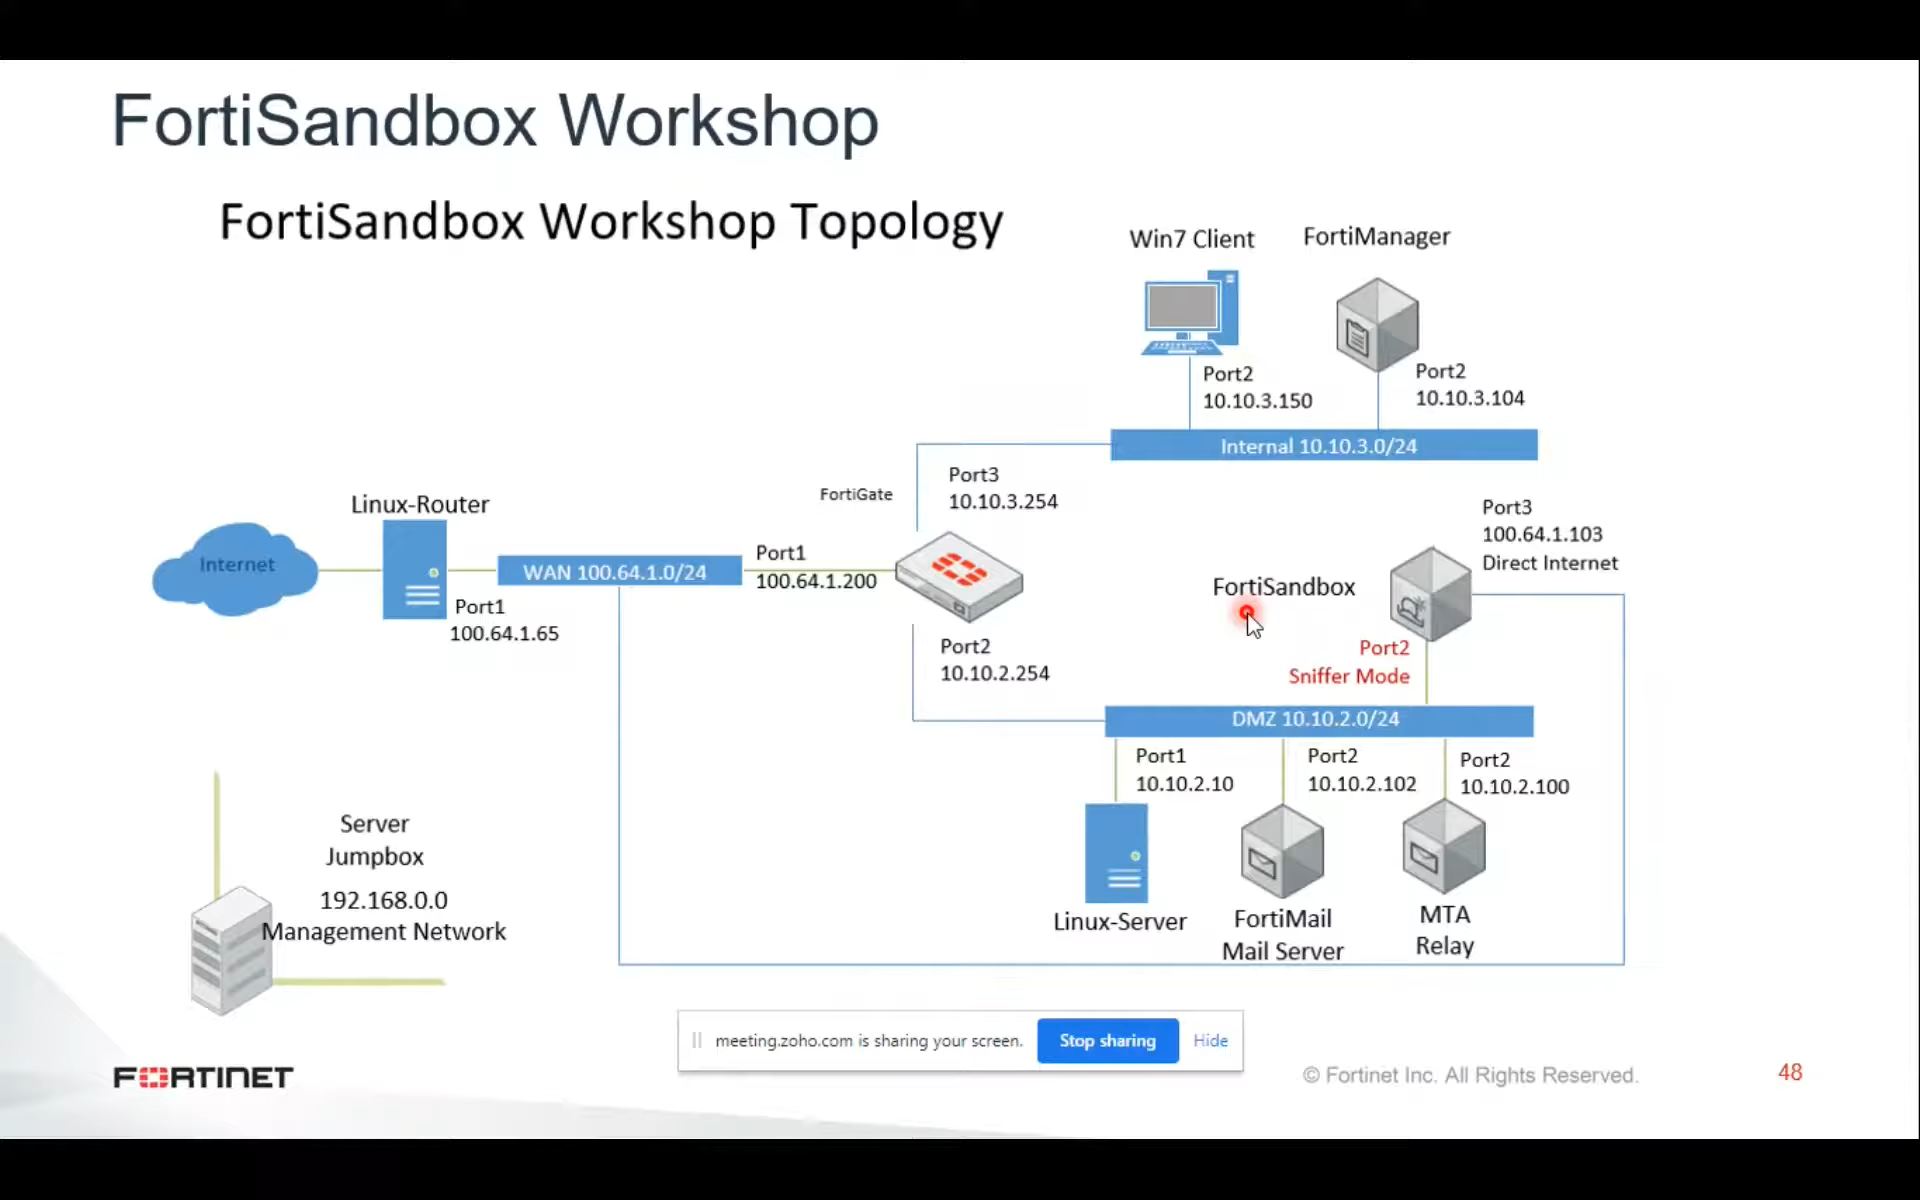 FortiSandbox Workshop
FortiSandbox Workshop Topology
Win7 Client
FortiManager
Port2
10.10.3.150
Port2
10.10.3.104
Internal 10.10.3.0/24
Port3
10.10.3.254
FortiGate
Linux-Router
Internet
WAN 100.64.1.0/24
Port1
100.64.1.200
Port1
100.64.1.65
Port3
100.64.1.103
Direct Internet
FortiSandbox
Port2
Sniffer Mode
Port2
10.10.2.254
DMZ 10.10.2.0/24
Port1
10.10.2.10
Port2
10.10.2.102
Port2
10.10.2.100
Linux-Server
FortiMail
Mail Server
MTA
Relay
Server
Jumpbox
192.168.0.0
Management Network
meeting.zoho.com is sharing your screen.
Stop sharing
Hide
FORTINET
© Fortinet Inc. All Rights Reserved.
48